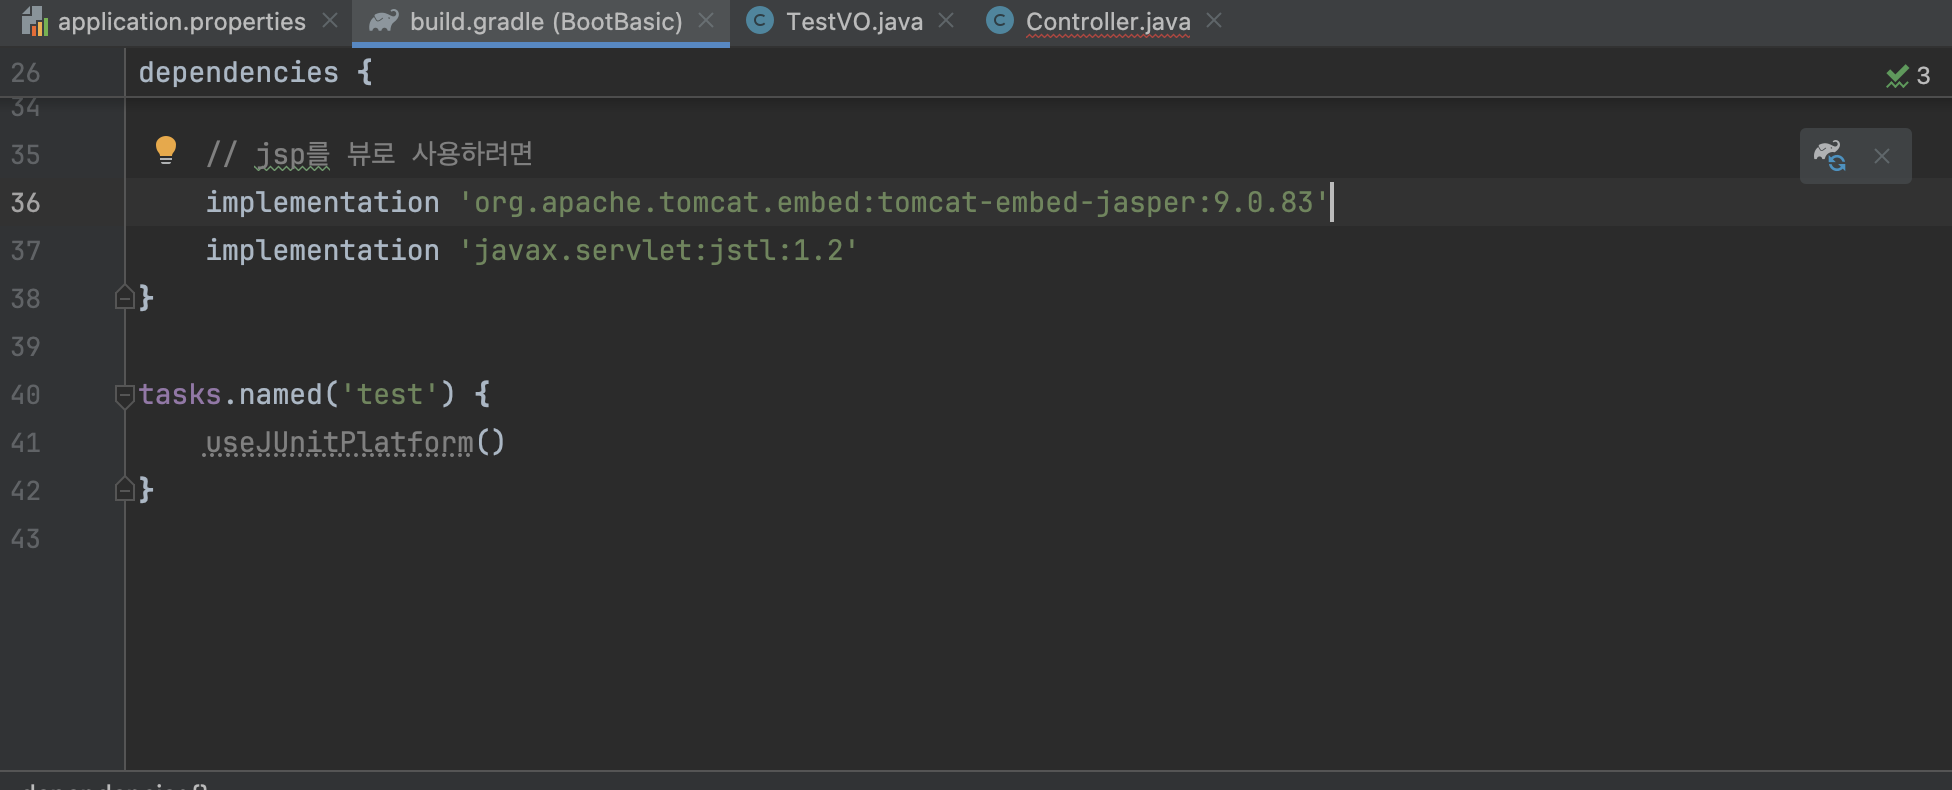 application.properties build.gradle (BootBasic) TestVO.java Controller.java
26 dependencies {
3
34
35 // jsp를 뷰로 사용하려면
36 implementation 'org.apache.tomcat.embed:tomcat-embed-jasper:9.0.83'
37 implementation 'javax.servlet:jstl:1.2'
38 }
39
40 tasks.named('test') {
41 useJUnitPlatform()
42 }
43
dependencies{}